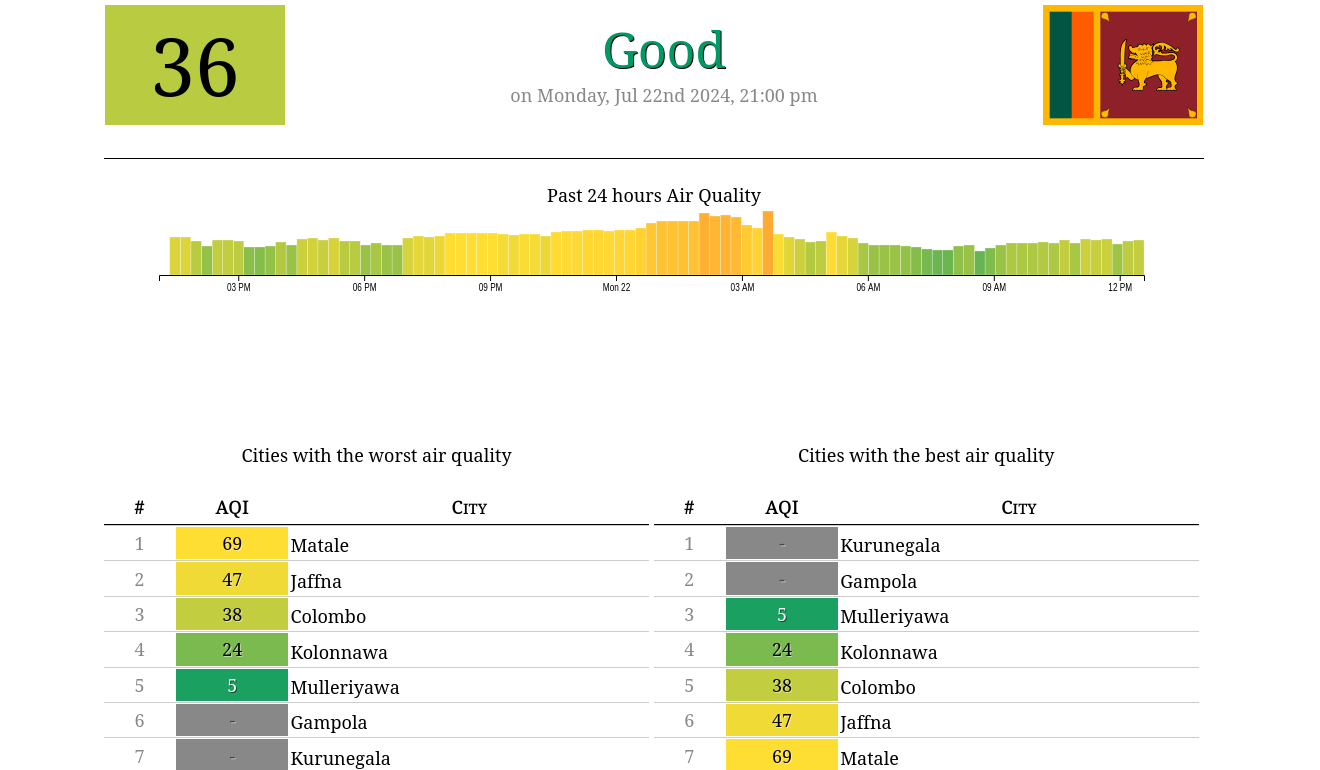 36
Good
on Monday, Jul 22nd 2024, 21:00 pm
Past 24 hours Air Quality
03 PM 06 PM 09 PM Mon 22 03 AM 06 AM 09 AM 12 PM
Cities with the worst air quality
# AQI City
1 69 Matale
2 47 Jaffna
3 38 Colombo
4 24 Kolonnawa
5 5 Mulleriyawa
6 - Gampola
7 - Kurunegala
Cities with the best air quality
# AQI City
1 - Kurunegala
2 - Gampola
3 5 Mulleriyawa
4 24 Kolonnawa
5 38 Colombo
6 47 Jaffna
7 69 Matale